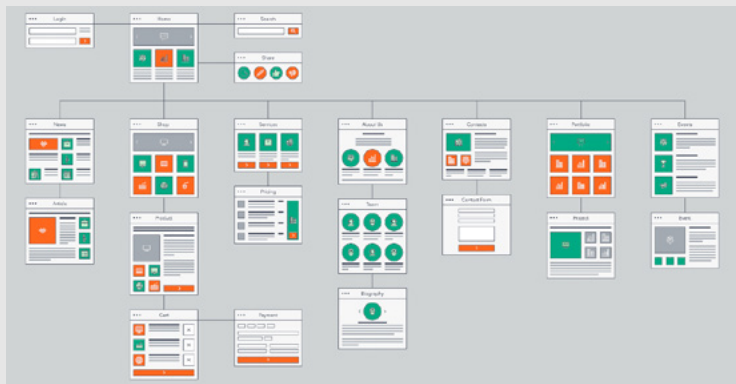 Login
Home
Search
Share
News
Shop
Services
About Us
Contacts
Portfolio
Events
Article
Product
Pricing
Team
Contact Form
Project
Event
Biography
Cart
Payment